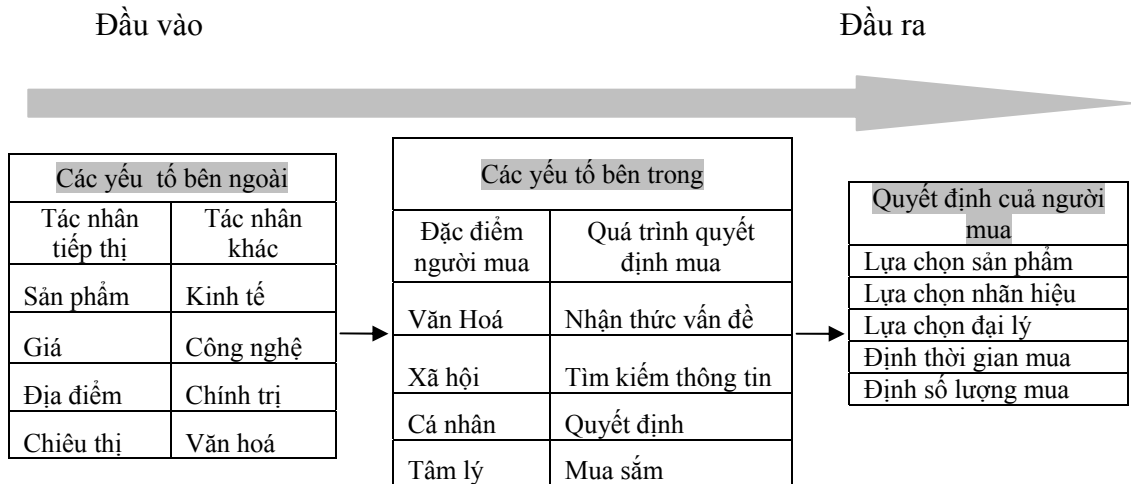 Đầu vào
Đầu ra
Các yếu tố bên ngoài
Tác nhân tiếp thị
Tác nhân khác
Sản phẩm
Kinh tế
Giá
Công nghệ
Địa điểm
Chính trị
Chiêu thị
Văn hoá
Các yếu tố bên trong
Đặc điểm người mua
Quá trình quyết định mua
Văn Hoá
Nhận thức vấn đề
Xã hội
Tìm kiếm thông tin
Cá nhân
Quyết định
Tâm lý
Mua sắm
Quyết định cuả người
mua
Lựa chọn sản phẩm
Lựa chọn nhãn hiệu
Lựa chọn đại lý
Định thời gian mua
Định số lượng mua